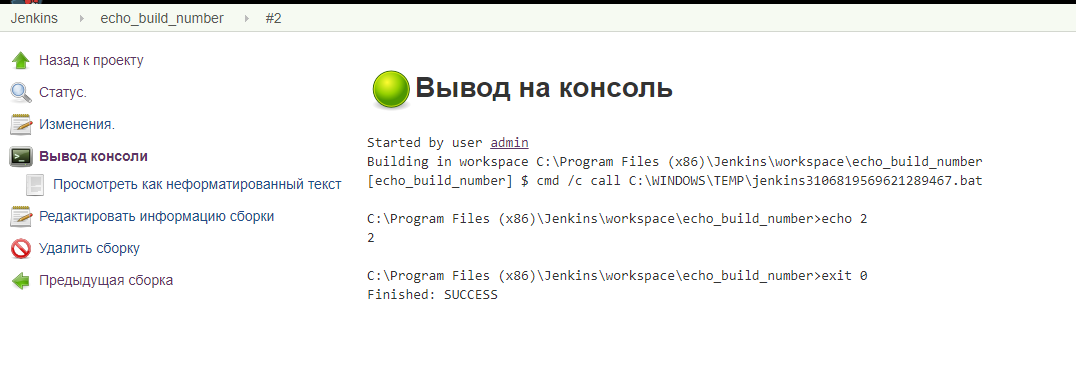 Jenkins echo_build_number #2
Назад к проекту
Статус.
Изменения.
Вывод консоли
Просмотреть как неформатированный текст
Редактировать информацию сборки
Удалить сборку
Предыдущая сборка
Вывод на консоль
Started by user admin
Building in workspace C:\Program Files (x86)\Jenkins\workspace\echo_build_number
[echo_build_number] $ cmd /c call C:\WINDOWS\TEMP\jenkins3106819569621289467.bat
C:\Program Files (x86)\Jenkins\workspace\echo_build_number>echo 2
2
C:\Program Files (x86)\Jenkins\workspace\echo_build_number>exit 0
Finished: SUCCESS